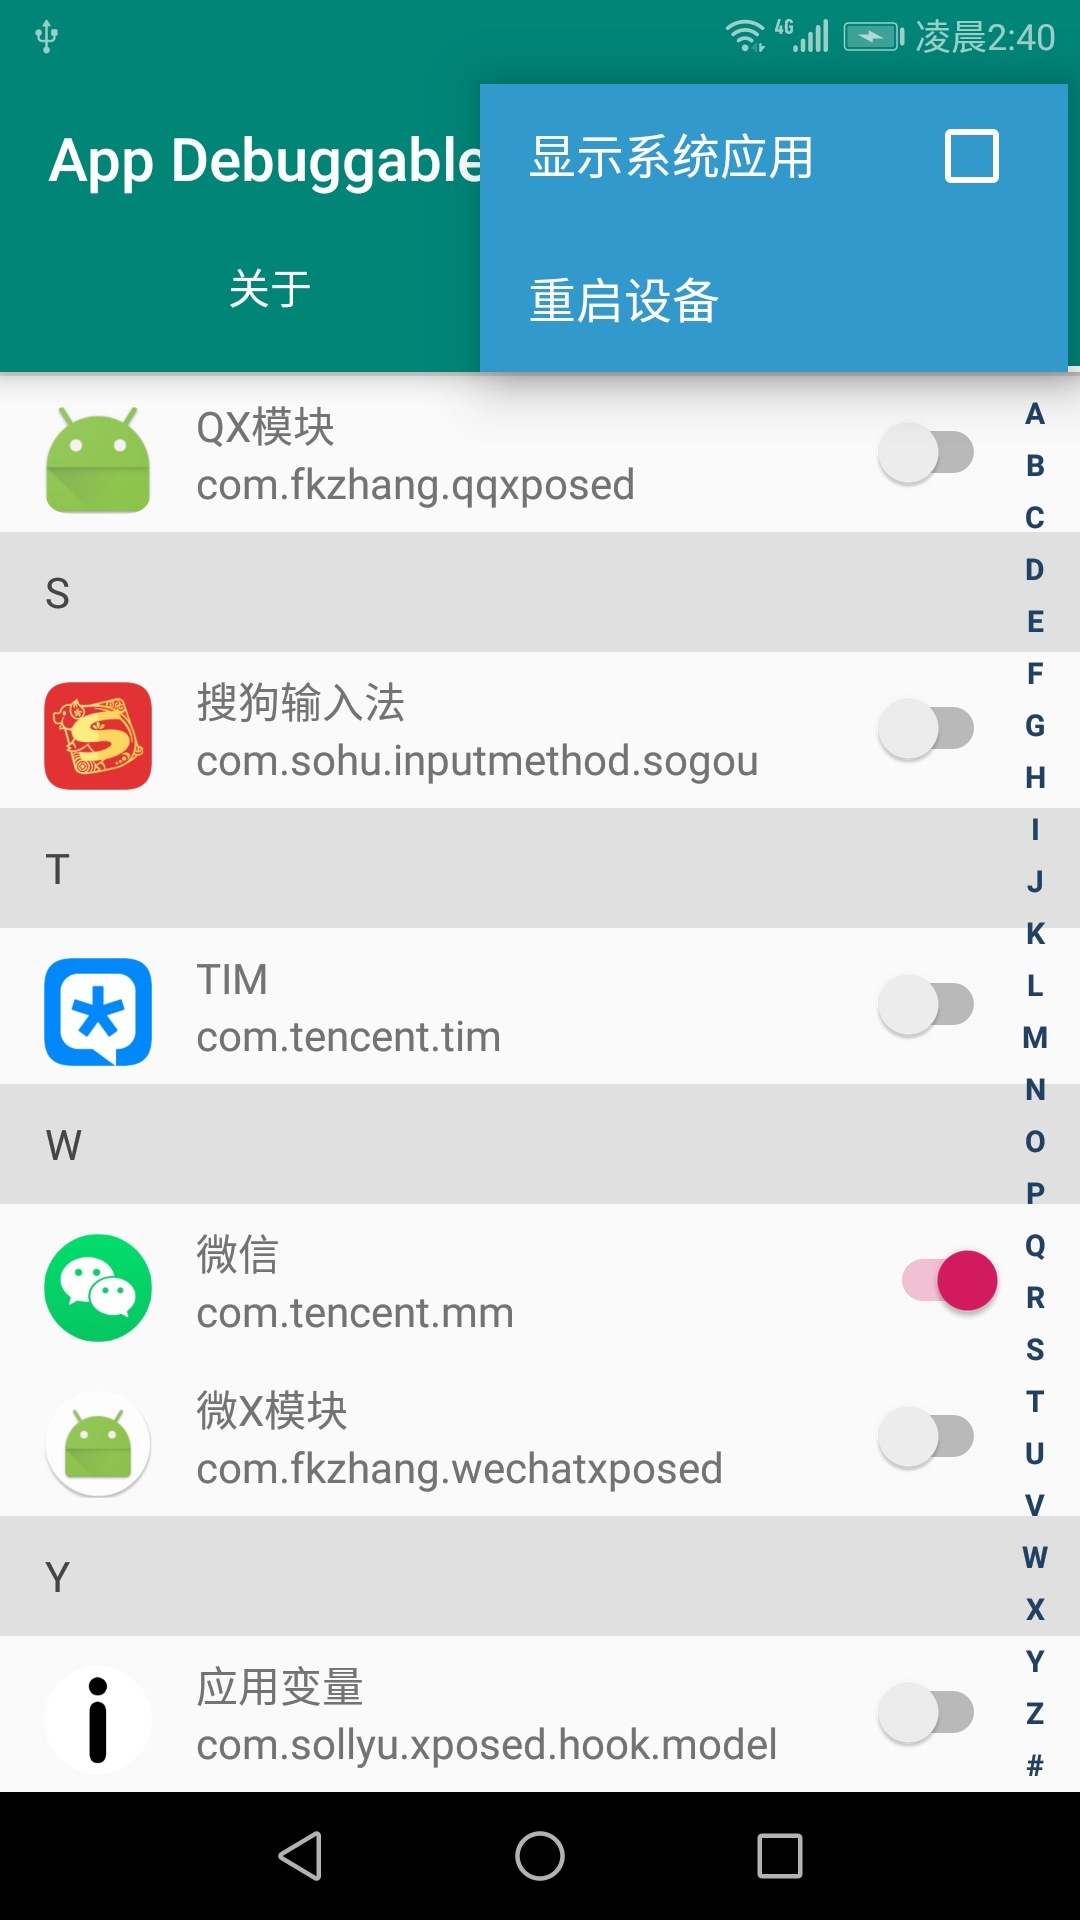 4G 凌晨2:40
App Debuggable
显示系统应用
关于
重启设备
QX模块
com.fkzhang.qqxposed
S
搜狗输入法
com.sohu.inputmethod.sogou
T
TIM
com.tencent.tim
W
微信
com.tencent.mm
微X模块
com.fkzhang.wechatxposed
Y
应用变量
com.sollyu.xposed.hook.model
A
B
C
D
E
F
G
H
I
J
K
L
M
N
O
P
Q
R
S
T
U
V
W
X
Y
Z
#